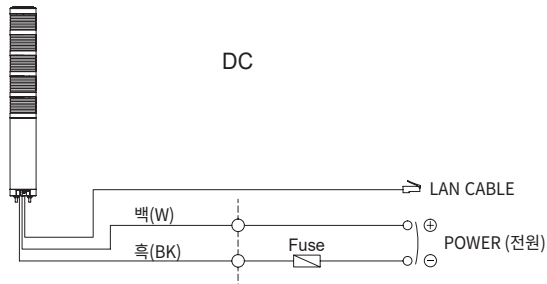 DC
LAN CABLE
백(W)
⊕
흑(BK)
Fuse
POWER (전원)
⊖